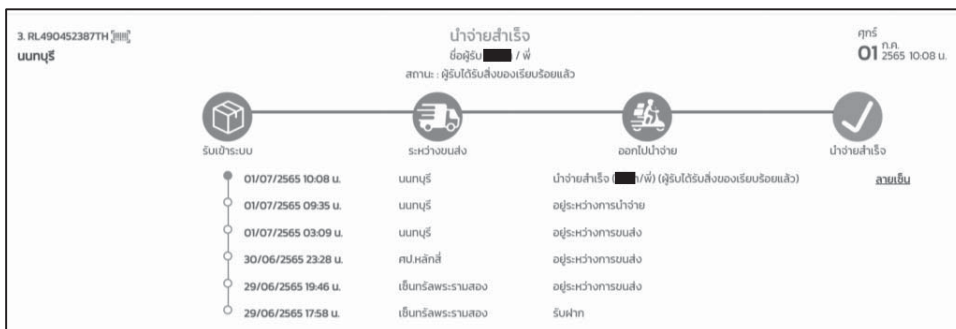 3. RL490452387TH
นนทบุรี
นำจ่ายสำเร็จ
ชื่อผู้รับ / พี่
สถานะ : ผู้รับได้รับสิ่งของเรียบร้อยแล้ว
ศุกร์
01 ก.ค. 2565 10:08 น.
รับเข้าระบบ
ระหว่างขนส่ง
ออกไปนำจ่าย
นำจ่ายสำเร็จ
01/07/2565 10:08 น. นนทบุรี นำจ่ายสำเร็จ ( /พี่) (ผู้รับได้รับสิ่งของเรียบร้อยแล้ว) ลายเซ็น
01/07/2565 09:35 น. นนทบุรี อยู่ระหว่างการนำจ่าย
01/07/2565 03:09 น. นนทบุรี อยู่ระหว่างการขนส่ง
30/06/2565 23:28 น. ศป.หลักสี่ อยู่ระหว่างการขนส่ง
29/06/2565 19:46 น. เซ็นทรัลพระรามสอง อยู่ระหว่างการขนส่ง
29/06/2565 17:58 น. เซ็นทรัลพระรามสอง รับฝาก